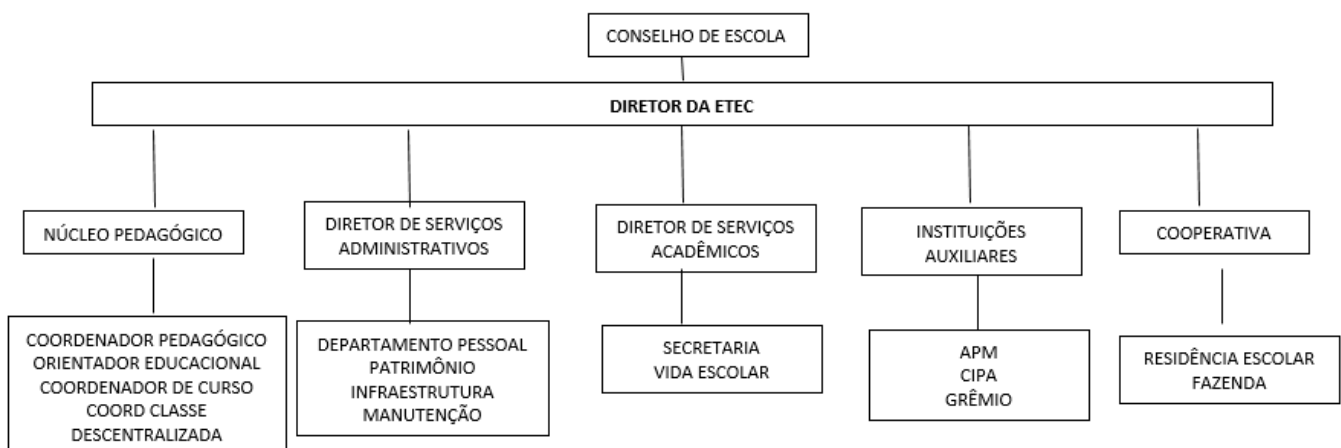 CONSELHO DE ESCOLA
DIRETOR DA ETEC
NÚCLEO PEDAGÓGICO
DIRETOR DE SERVIÇOS
ADMINISTRATIVOS
DIRETOR DE SERVIÇOS
ACADÊMICOS
INSTITUIÇÕES
AUXILIARES
COOPERATIVA
COORDENADOR PEDAGÓGICO
ORIENTADOR EDUCACIONAL
COORDENADOR DE CURSO
COORD CLASSE
DESCENTRALIZADA
DEPARTAMENTO PESSOAL
PATRIMÔNIO
INFRAESTRUTURA
MANUTENÇÃO
SECRETARIA
VIDA ESCOLAR
APM
CIPA
GRÊMIO
RESIDÊNCIA ESCOLAR
FAZENDA